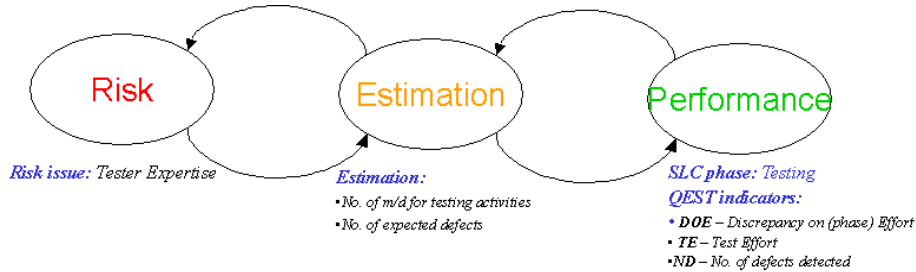 Risk
Estimation
Performance
Risk issue: Tester Expertise
Estimation:
•No. of m/d for testing activities
•No. of expected defects
SLC phase: Testing
QEST indicators:
• DOE – Discrepancy on (phase) Effort
• TE – Test Effort
•ND – No. of defects detected